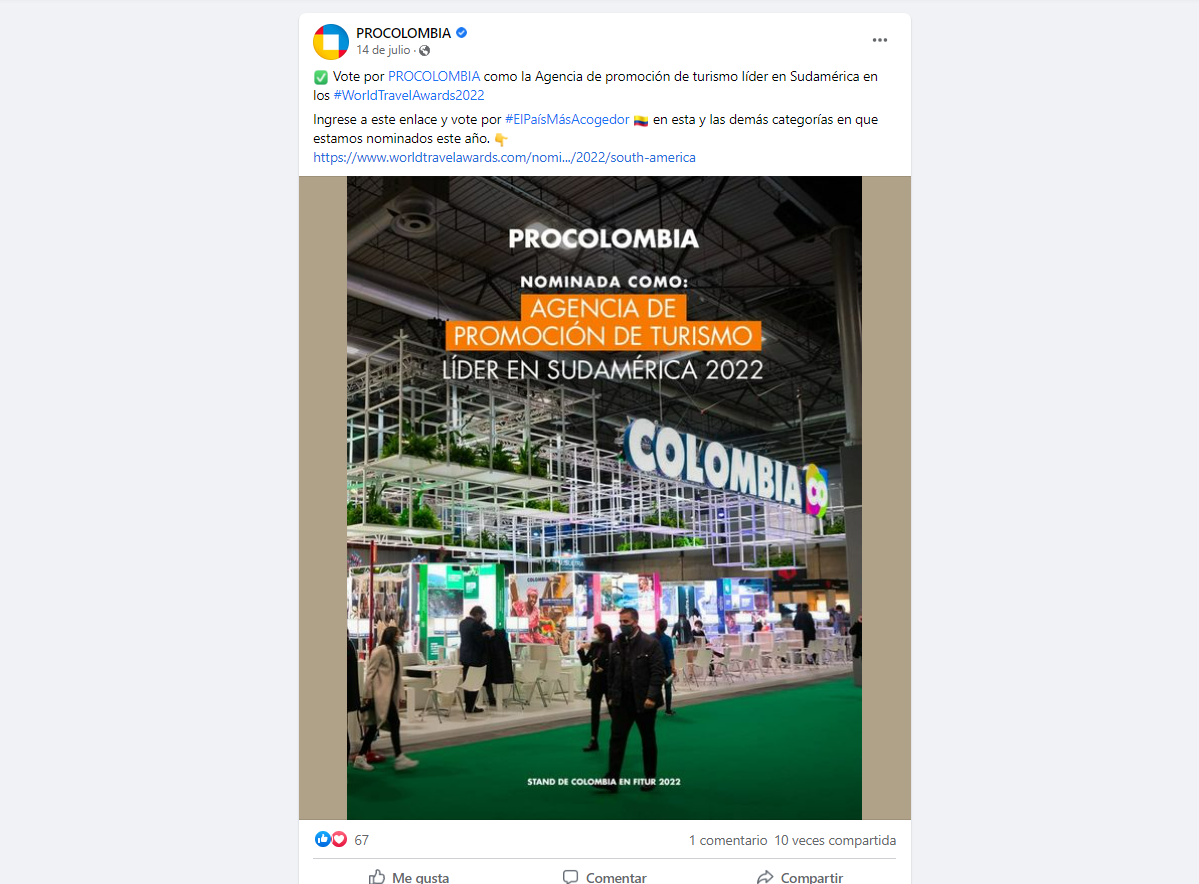 PROCOLOMBIA
14 de julio ·
✅ Vote por PROCOLOMBIA como la Agencia de promoción de turismo líder en Sudamérica en
los #WorldTravelAwards2022
Ingrese a este enlace y vote por #ElPaísMásAcogedor 🇨🇴 en esta y las demás categorías en que
estamos nominados este año. 👇
https://www.worldtravelawards.com/nomi.../2022/south-america
PROCOLOMBIA
NOMINADA COMO:
AGENCIA DE
PROMOCIÓN DE TURISMO
LÍDER EN SUDAMÉRICA 2022
COLOMBIA
COLOMBIA
STAND DE COLOMBIA EN FITUR 2022
67
1 comentario 10 veces compartida
Me gusta
Comentar
Compartir